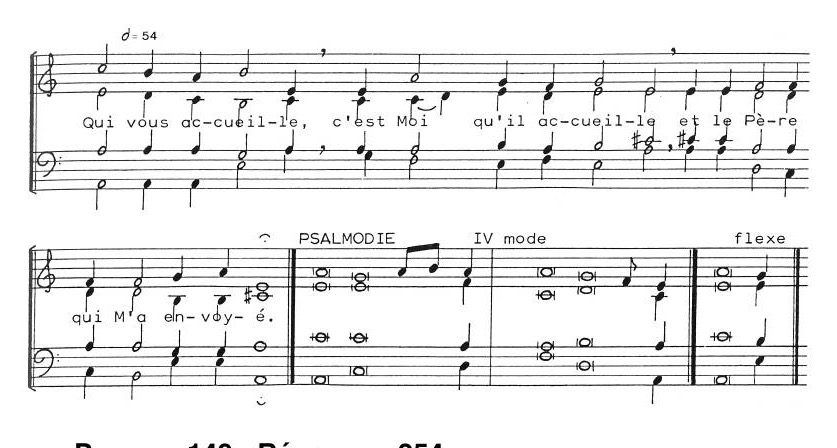 𝅗𝅥 = 54
Qui vous ac-cueil-le, c'est Moi qu'il ac-cueil-le et le Pè-re
PSALMODIE IV mode flexe
qui M'a en-voy- é.